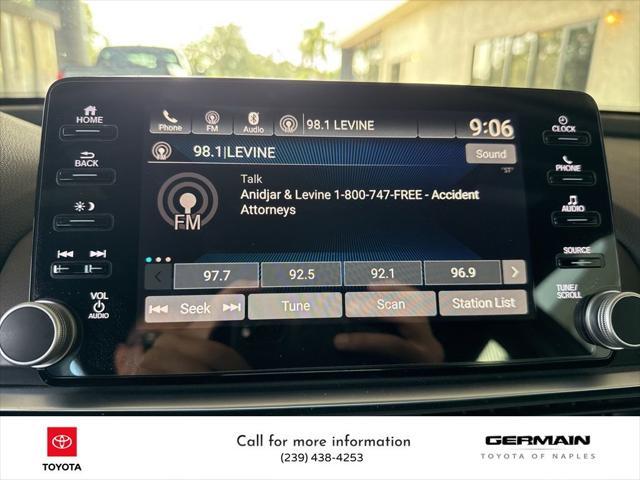 HOME
BACK
VOL
AUDIO
Phone
FM
Audio
98.1 LEVINE
9:06
98.1|LEVINE
Sound
FM
Talk
Anidjar & Levine 1-800-747-FREE - Accident
Attorneys
97.7
92.5
92.1
96.9
Seek
Tune
Scan
Station List
CLOCK
PHONE
AUDIO
SOURCE
TUNE/
SCROLL
TOYOTA
Call for more information
(239) 438-4253
GERMAIN
TOYOTA OF NAPLES